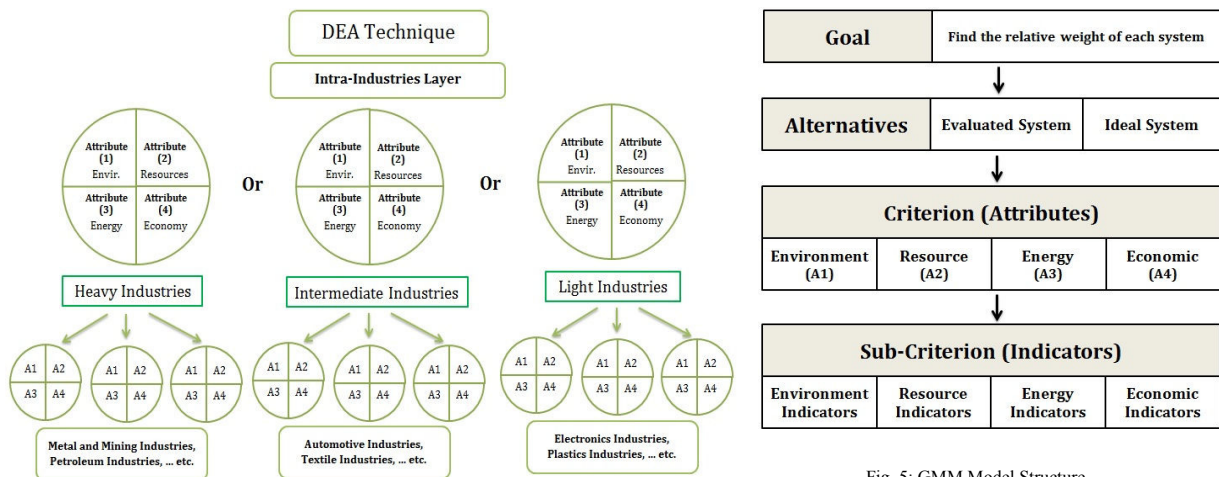 DEA Technique
Intra-Industries Layer
Attribute
(1)
Envir.
Attribute
(2)
Resources
Attribute
(3)
Energy
Attribute
(4)
Economy
Or
Attribute
(1)
Envir.
Attribute
(2)
Resources
Attribute
(3)
Energy
Attribute
(4)
Economy
Or
Attribute
(1)
Envir.
Attribute
(2)
Resources
Attribute
(3)
Energy
Attribute
(4)
Economy
Heavy Industries
Intermediate Industries
Light Industries
A1 A2
A3 A4
A1 A2
A3 A4
A1 A2
A3 A4
A1 A2
A3 A4
A1 A2
A3 A4
A1 A2
A3 A4
A1 A2
A3 A4
A1 A2
A3 A4
A1 A2
A3 A4
Metal and Mining Industries,
Petroleum Industries, ... etc.
Automotive Industries,
Textile Industries, ... etc.
Electronics Industries,
Plastics Industries, ... etc.
Goal
Find the relative weight of each system
Alternatives
Evaluated System
Ideal System
Criterion (Attributes)
Environment
(A1)
Resource
(A2)
Energy
(A3)
Economic
(A4)
Sub-Criterion (Indicators)
Environment
Indicators
Resource
Indicators
Energy
Indicators
Economic
Indicators
Fig. 5: GMM Model Structure